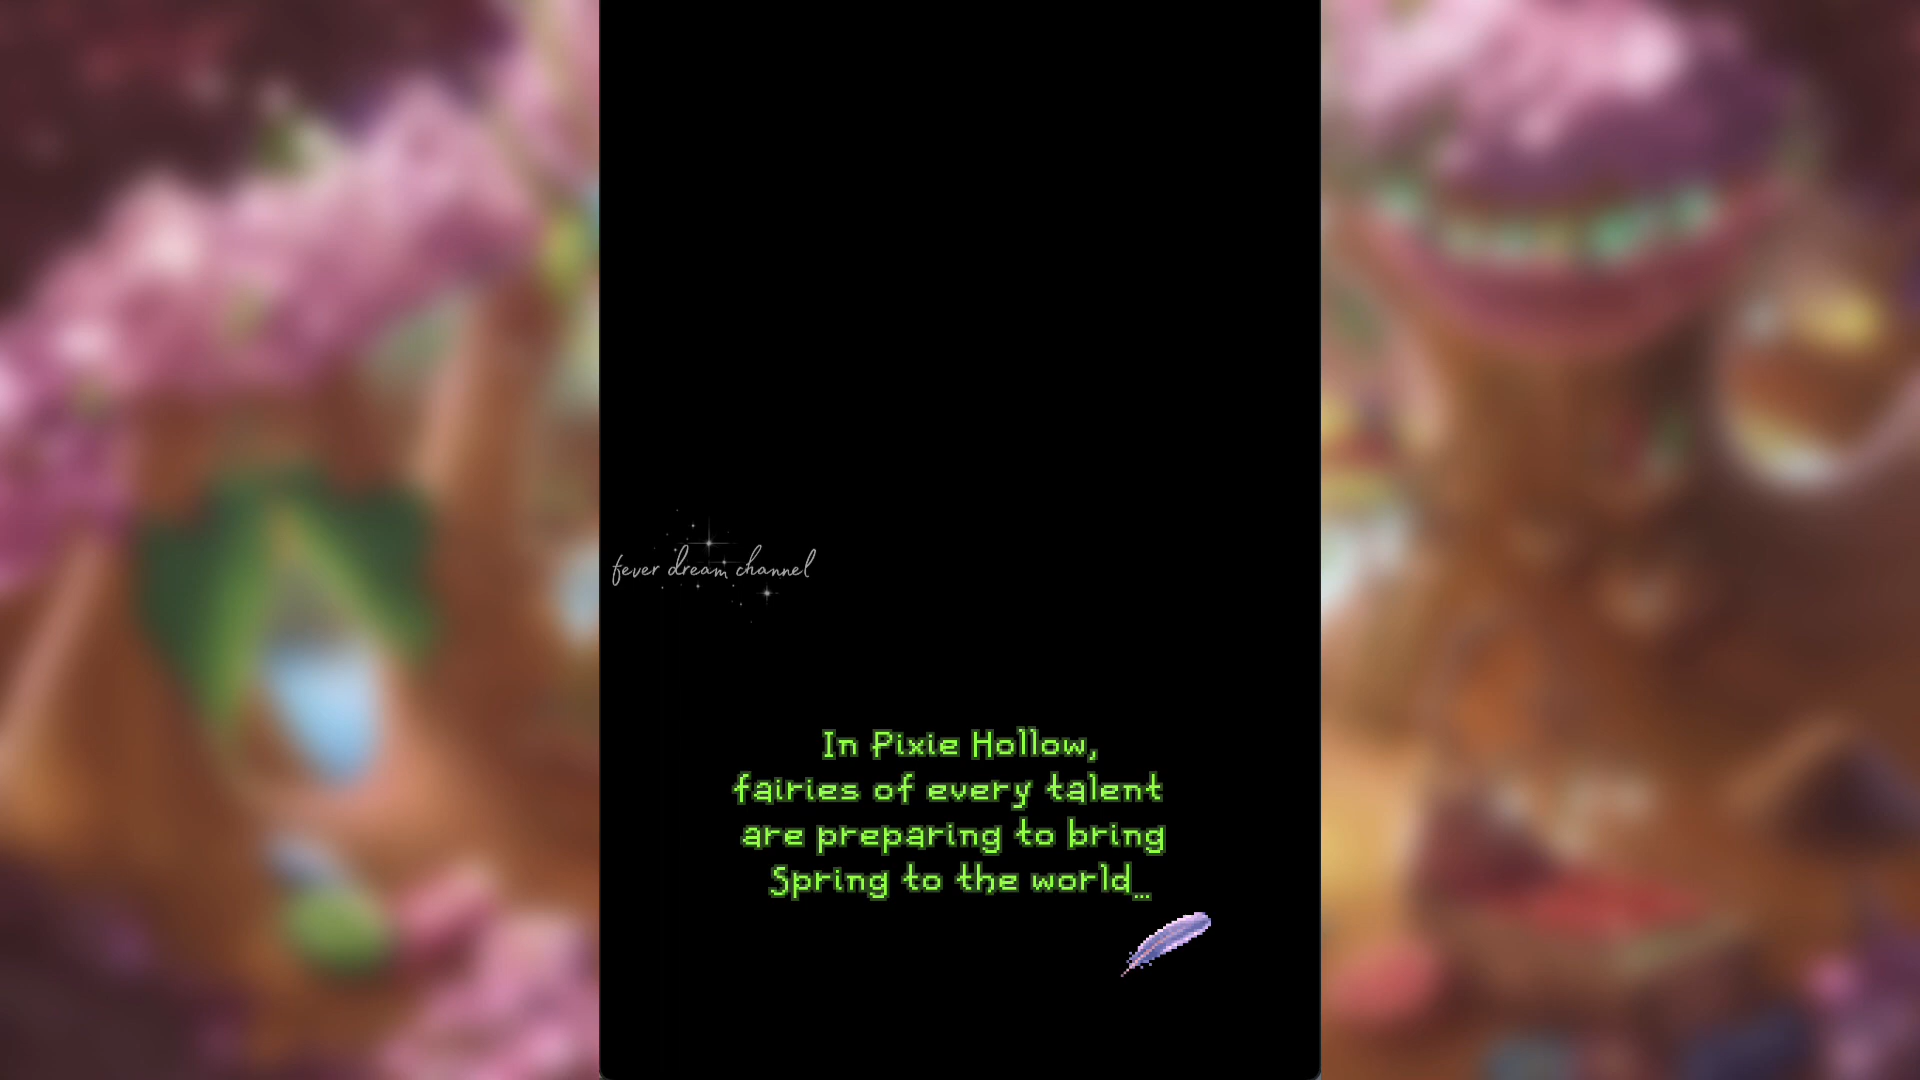 fever dream channel
In Pixie Hollow,
fairies of every talent
are preparing to bring
Spring to the world...